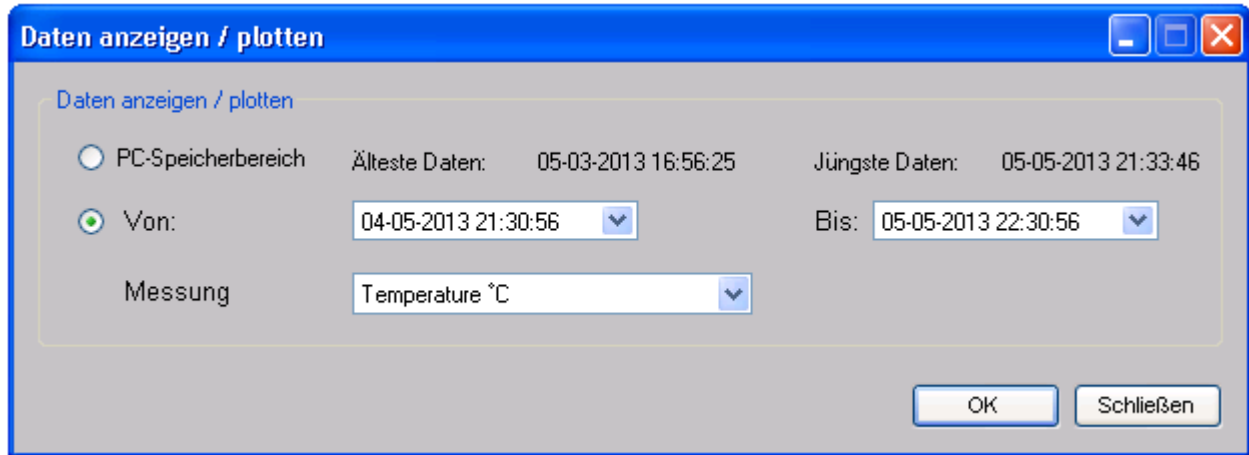 Daten anzeigen / plotten
Daten anzeigen / plotten
PC-Speicherbereich Älteste Daten: 05-03-2013 16:56:25 Jüngste Daten: 05-05-2013 21:33:46
Von: 04-05-2013 21:30:56 Bis: 05-05-2013 22:30:56
Messung Temperature °C
OK Schließen